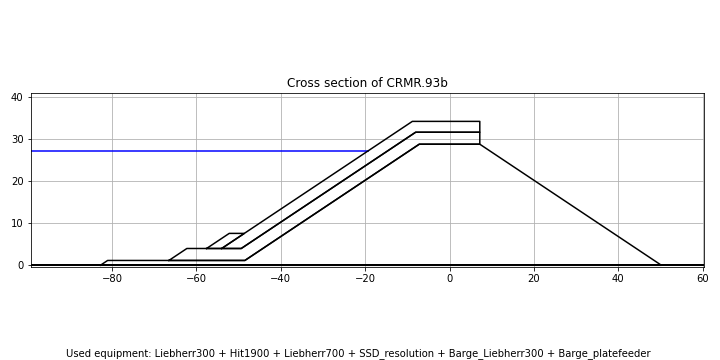 Cross section of CRMR.93b
40
30
20
10
0
−80 −60 −40 −20 0 20 40 60
Used equipment: Liebherr300 + Hit1900 + Liebherr700 + SSD_resolution + Barge_Liebherr300 + Barge_platefeeder